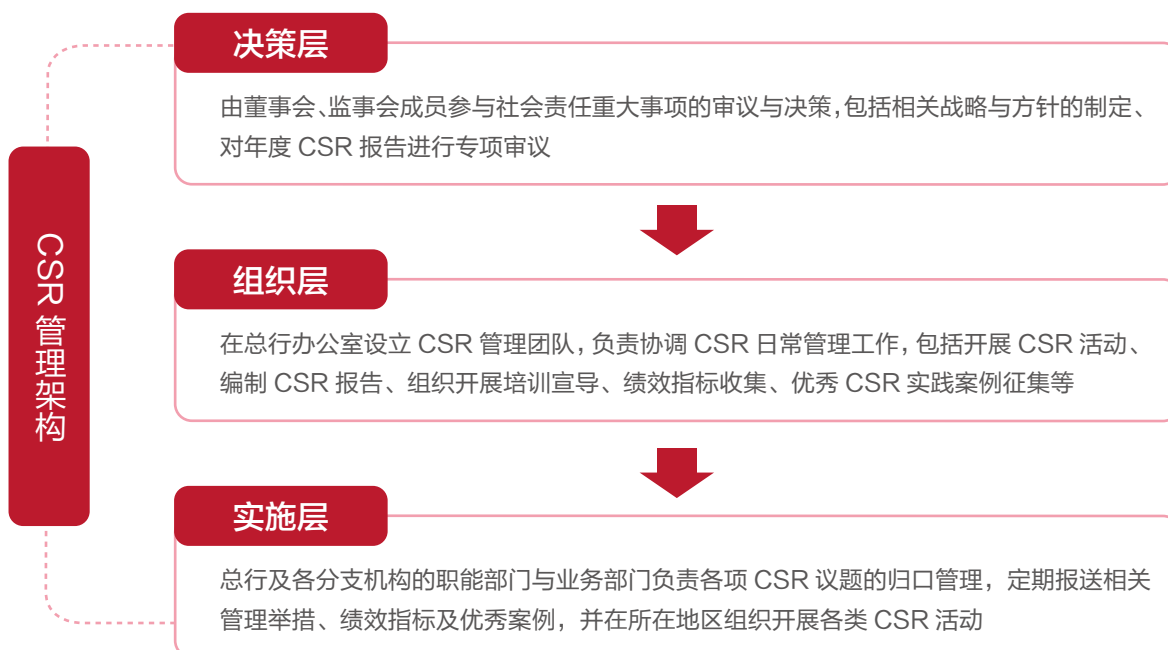 CSR 管理架构
决策层
由董事会、监事会成员参与社会责任重大事项的审议与决策,包括相关战略与方针的制定、
对年度 CSR 报告进行专项审议
组织层
在总行办公室设立 CSR 管理团队,负责协调 CSR 日常管理工作,包括开展 CSR 活动、
编制 CSR 报告、组织开展培训宣导、绩效指标收集、优秀 CSR 实践案例征集等
实施层
总行及各分支机构的职能部门与业务部门负责各项 CSR 议题的归口管理，定期报送相关
管理举措、绩效指标及优秀案例，并在所在地区组织开展各类 CSR 活动